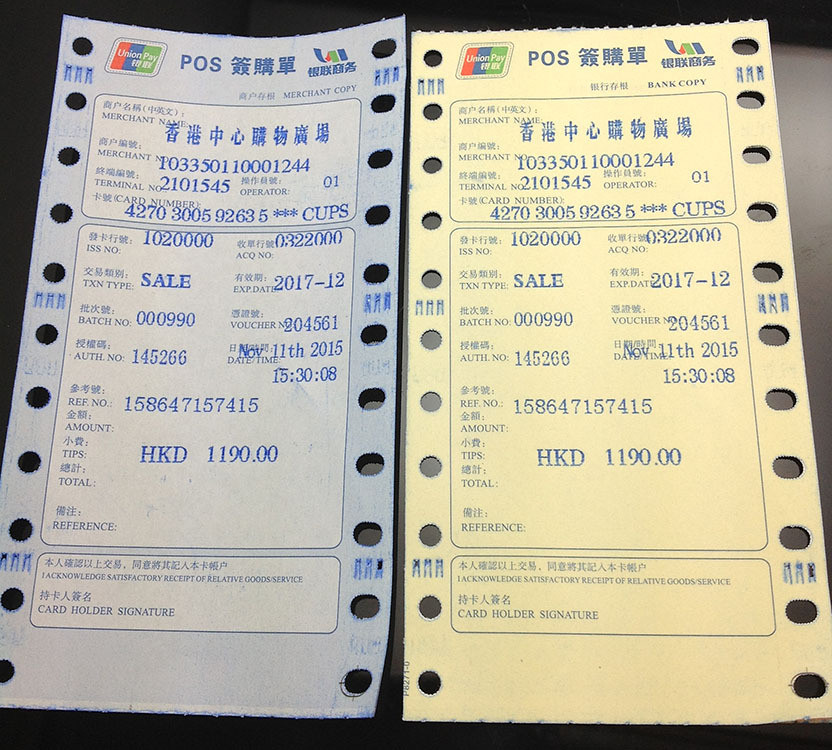 UnionPay
银联
POS 簽購單
银联商务
商户存根 MERCHANT COPY
商户名稱(中英文):
MERCHANT NAME:
香港中心購物廣場
商户編號:
MERCHANT NO:
103350110001244
終端編號:
TERMINAL NO:
2101545
操作員號:
OPERATOR:
01
卡號(CARD NUMBER):
4270 3005 9263 5 *** CUPS
發卡行號:
ISS NO:
1020000
收單行號:
ACQ NO:
0322000
交易類別:
TXN TYPE:
SALE
有效期:
EXP.DATE:
2017-12
批次號:
BATCH NO:
000990
憑證號:
VOUCHER NO:
204561
授權碼:
AUTH. NO:
145266
日期/時間:
DATE/TIME:
Nov 11th 2015
15:30:08
參考號:
REF. NO.:
158647157415
金額:
AMOUNT:
小費:
TIPS:
HKD 1190.00
總計:
TOTAL:
備注:
REFERENCE:
本人確認以上交易，同意將其記入本卡帳户
I ACKNOWLEDGE SATISFACTORY RECEIPT OF RELATIVE GOODS/SERVICE
持卡人簽名
CARD HOLDER SIGNATURE
UnionPay
银联
POS 簽購單
银联商务
银行存根 BANK COPY
商户名稱(中英文):
MERCHANT NAME:
香港中心購物廣場
商户編號:
MERCHANT NO:
103350110001244
終端編號:
TERMINAL NO:
2101545
操作員號:
OPERATOR:
01
卡號(CARD NUMBER):
4270 3005 9263 5 *** CUPS
發卡行號:
ISS NO:
1020000
收單行號:
ACQ NO:
0322000
交易類別:
TXN TYPE:
SALE
有效期:
EXP.DATE:
2017-12
批次號:
BATCH NO:
000990
憑證號:
VOUCHER NO:
204561
授權碼:
AUTH. NO:
145266
日期/時間:
DATE/TIME:
Nov 11th 2015
15:30:08
參考號:
REF. NO.:
158647157415
金額:
AMOUNT:
小費:
TIPS:
HKD 1190.00
總計:
TOTAL:
備注:
REFERENCE:
本人確認以上交易，同意將其記入本卡帳户
I ACKNOWLEDGE SATISFACTORY RECEIPT OF RELATIVE GOODS/SERVICE
持卡人簽名
CARD HOLDER SIGNATURE
P8271-0